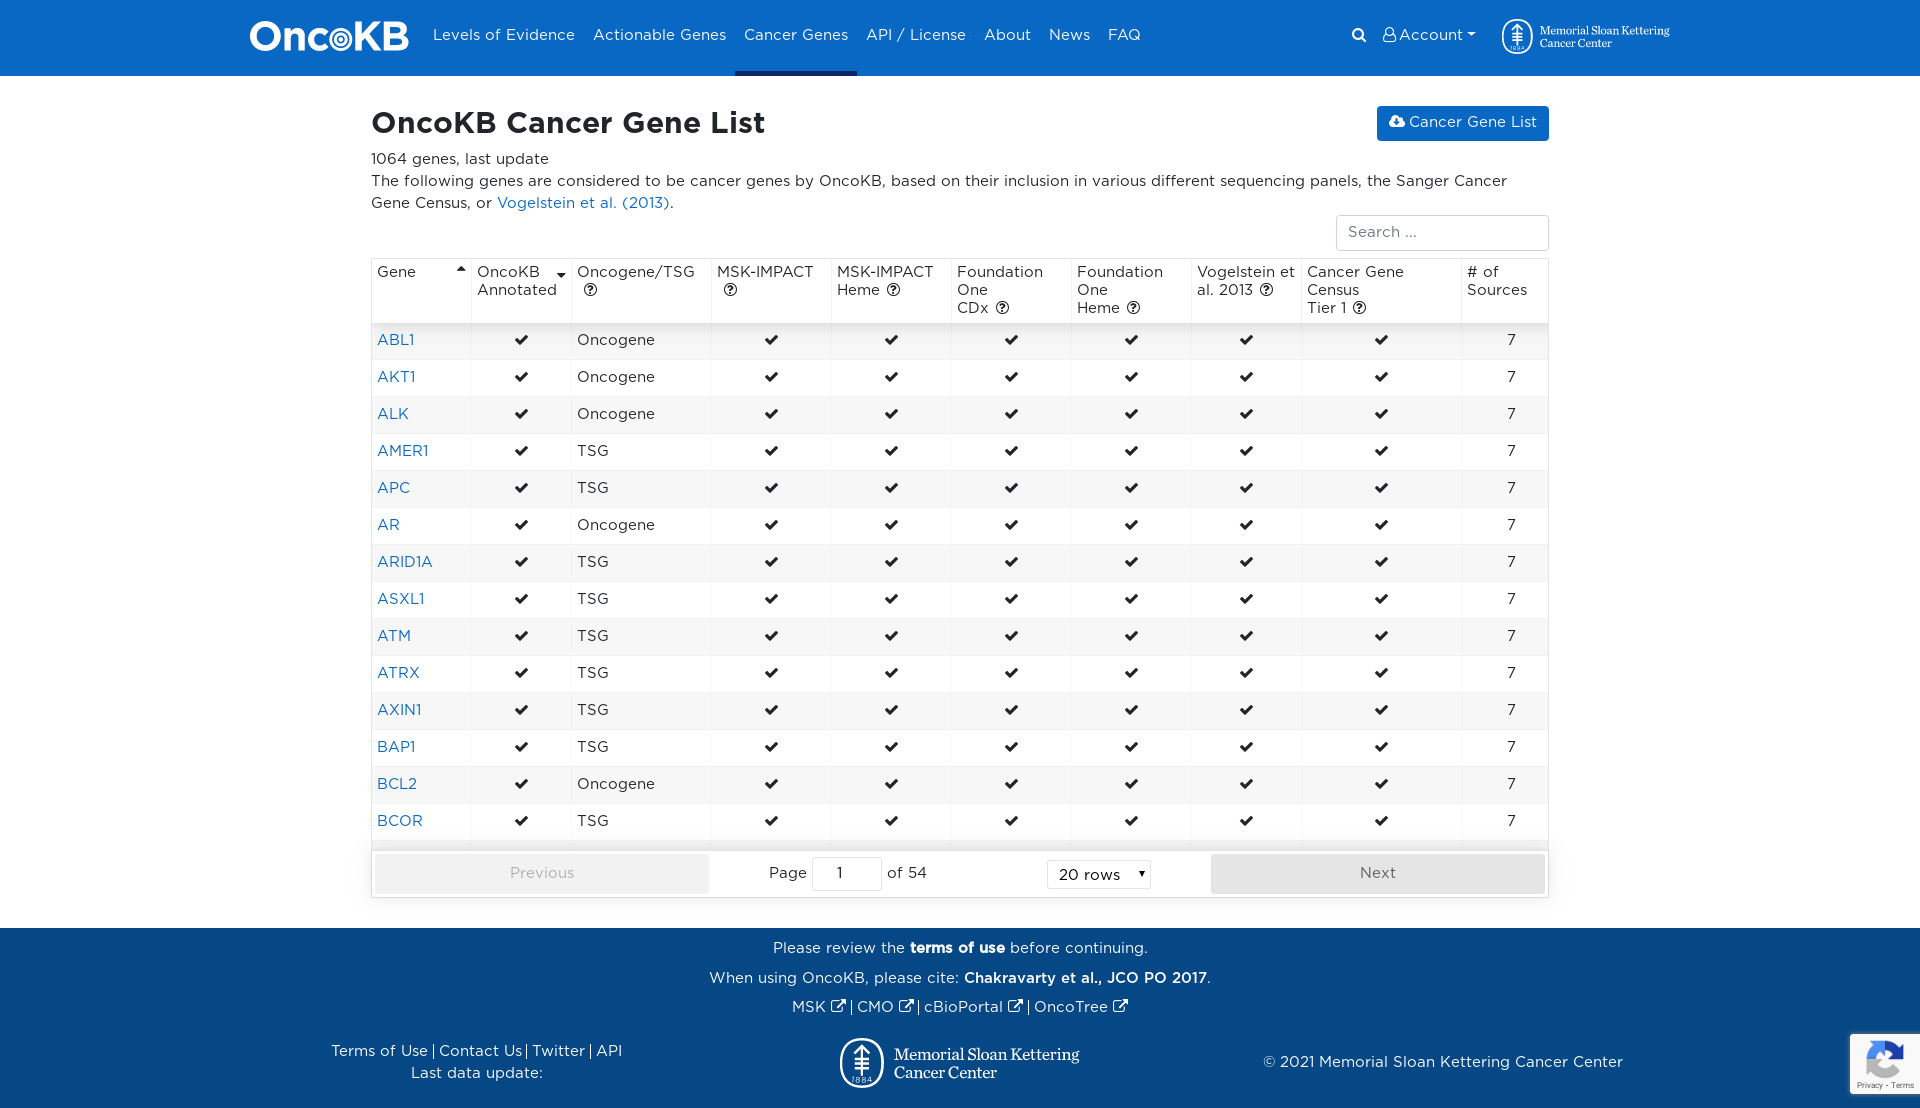 OncoKB Levels of Evidence Actionable Genes Cancer Genes API / License About News FAQ Account Memorial Sloan Kettering
Cancer Center
1884
OncoKB Cancer Gene List
Cancer Gene List
1064 genes, last update
The following genes are considered to be cancer genes by OncoKB, based on their inclusion in various different sequencing panels, the Sanger Cancer
Gene Census, or Vogelstein et al. (2013).
Search ...
Gene OncoKB Annotated Oncogene/TSG MSK-IMPACT MSK-IMPACT Heme Foundation One CDx Foundation One Heme Vogelstein et al. 2013 Cancer Gene Census Tier 1 # of Sources
ABL1 ✔ Oncogene ✔ ✔ ✔ ✔ ✔ ✔ 7
AKT1 ✔ Oncogene ✔ ✔ ✔ ✔ ✔ ✔ 7
ALK ✔ Oncogene ✔ ✔ ✔ ✔ ✔ ✔ 7
AMER1 ✔ TSG ✔ ✔ ✔ ✔ ✔ ✔ 7
APC ✔ TSG ✔ ✔ ✔ ✔ ✔ ✔ 7
AR ✔ Oncogene ✔ ✔ ✔ ✔ ✔ ✔ 7
ARID1A ✔ TSG ✔ ✔ ✔ ✔ ✔ ✔ 7
ASXL1 ✔ TSG ✔ ✔ ✔ ✔ ✔ ✔ 7
ATM ✔ TSG ✔ ✔ ✔ ✔ ✔ ✔ 7
ATRX ✔ TSG ✔ ✔ ✔ ✔ ✔ ✔ 7
AXIN1 ✔ TSG ✔ ✔ ✔ ✔ ✔ ✔ 7
BAP1 ✔ TSG ✔ ✔ ✔ ✔ ✔ ✔ 7
BCL2 ✔ Oncogene ✔ ✔ ✔ ✔ ✔ ✔ 7
BCOR ✔ TSG ✔ ✔ ✔ ✔ ✔ ✔ 7
Previous Page 1 of 54 20 rows Next
Please review the terms of use before continuing.
When using OncoKB, please cite: Chakravarty et al., JCO PO 2017.
MSK | CMO | cBioPortal | OncoTree
Terms of Use | Contact Us | Twitter | API
Last data update:
1884
Memorial Sloan Kettering
Cancer Center
© 2021 Memorial Sloan Kettering Cancer Center
Privacy - Terms